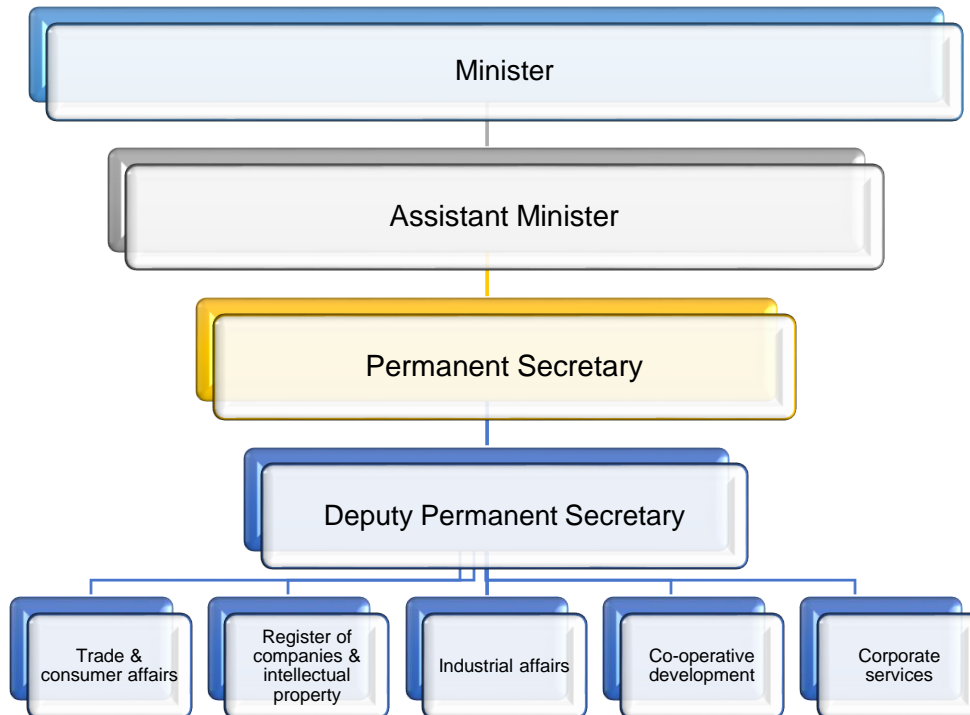 Minister
Assistant Minister
Permanent Secretary
Deputy Permanent Secretary
Trade &
consumer affairs
Register of
companies &
intellectual
property
Industrial affairs
Co-operative
development
Corporate
services